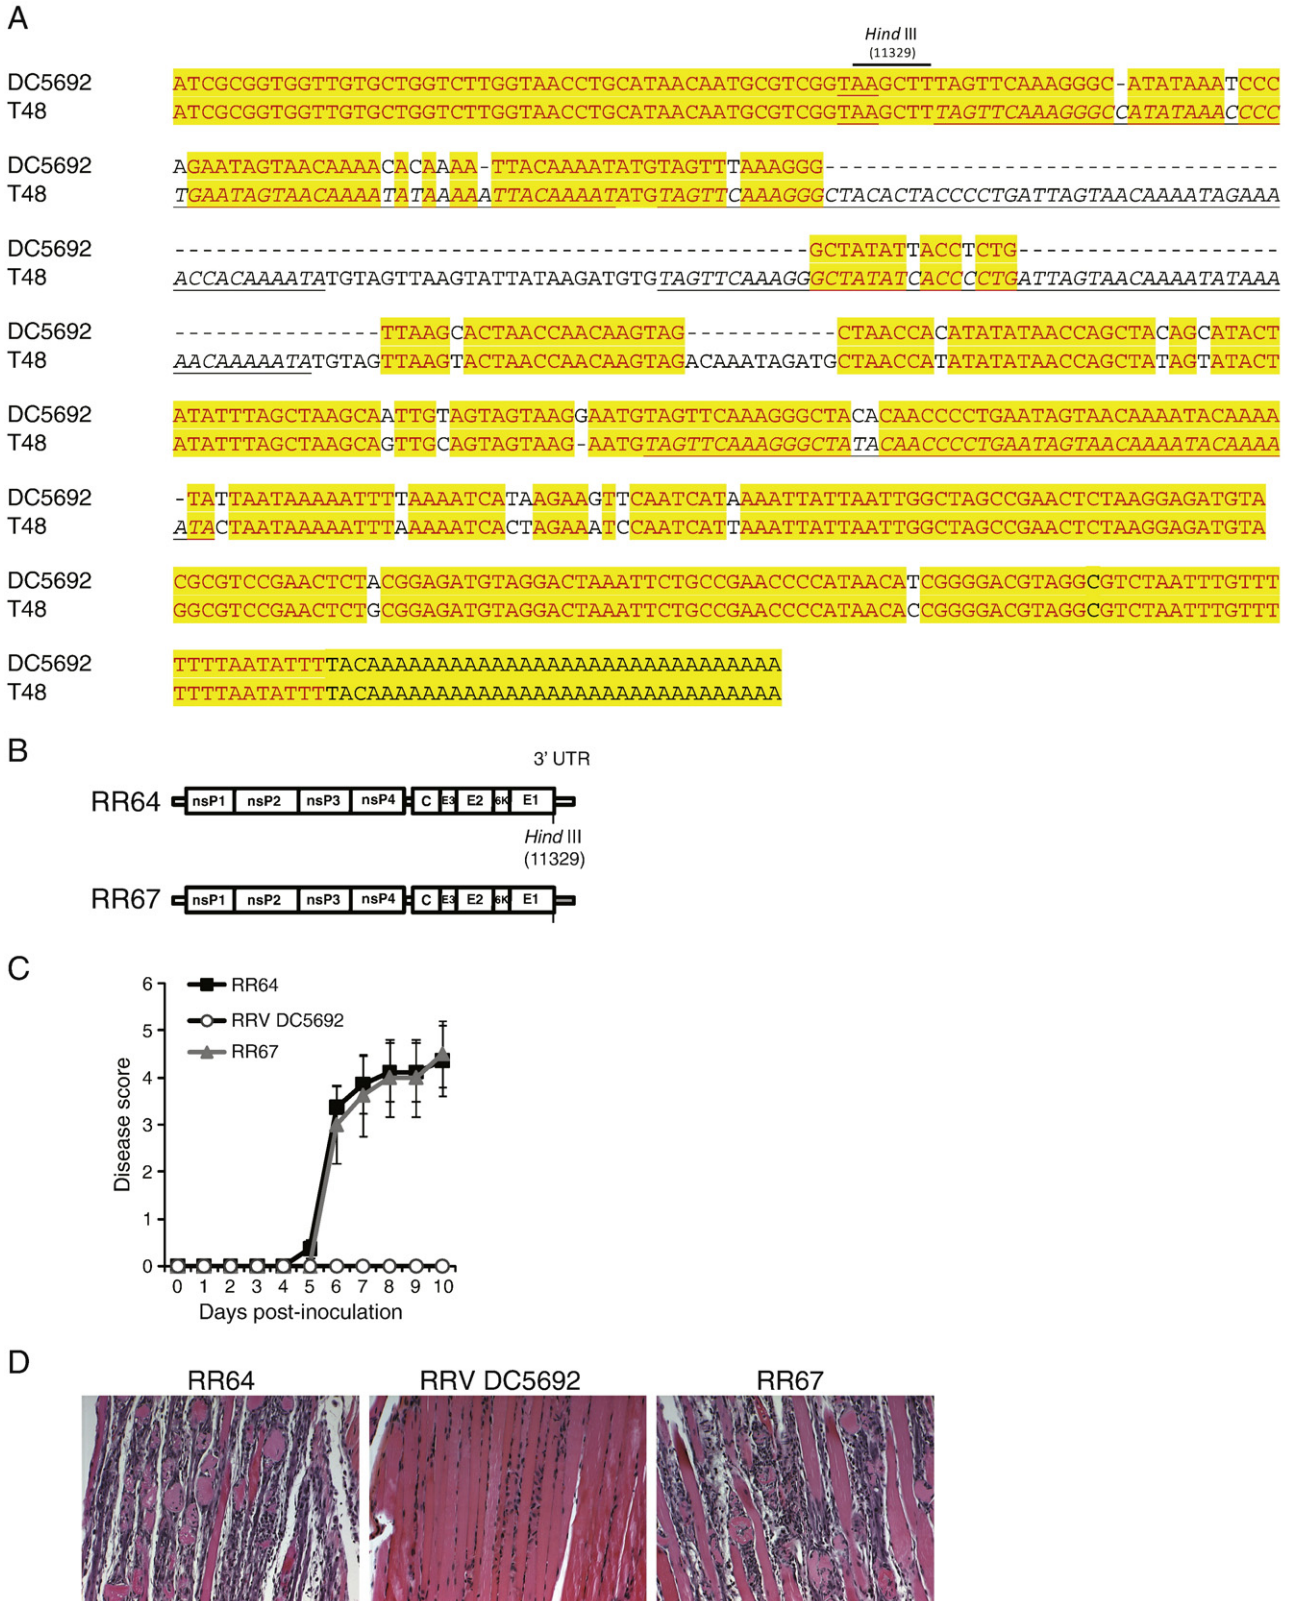 A
Hind III
(11329)
DC5692 ATCGCGGTGGTTGTGCTGGTCTTGGTAACCTGCATAACAATGCGTCGGTAAGCTTTAGTTCAAAGGGC-ATATAAATCCC
T48 ATCGCGGTGGTTGTGCTGGTCTTGGTAACCTGCATAACAATGCGTCGGTAAGCTTTAGTTCAAAGGGCCATATAAACCCC
DC5692 AGAATAGTAACAAAACACAAAA-TTACAAAATATGTAGTTTAAAGGG---------------------------------
T48 TGAATAGTAACAAAATATAAAAATTACAAAATATGTAGTTCAAAGGGCTACACTACCCCTGATTAGTAACAAAATAGAAA
DC5692 ----------------------------------------------GCTATATTACCTCTG-------------------
T48 ACCACAAAATATGTAGTTAAGTATTATAAGATGTGTAGTTCAAAGGGCTATATCACCCCTGATTAGTAACAAAATATAAA
DC5692 ---------------TTAAGCACTAACCAACAAGTAG-----------CTAACCACATATATAACCAGCTACAGCATACT
T48 AACAAAAATATGTAGTTAAGTACTAACCAACAAGTAGACAAATAGATGCTAACCATATATATAACCAGCTATAGTATACT
DC5692 ATATTTAGCTAAGCAATTGTAGTAGTAAGGAATGTAGTTCAAAGGGCTACACAACCCCTGAATAGTAACAAAATACAAAA
T48 ATATTTAGCTAAGCAGTTGCAGTAGTAAG-AATGTAGTTCAAAGGGCTATACAACCCCTGAATAGTAACAAAATACAAAA
DC5692 -TATTAATAAAAATTTTAAAATCATAAGAAGTTCAATCATAAAATTATTAATTGGCTAGCCGAACTCTAAGGAGATGTA
T48 ATACTAATAAAAATTTAAAAATCACTAGAAATCCAATCATTAAATTATTAATTGGCTAGCCGAACTCTAAGGAGATGTA
DC5692 CGCGTCCGAACTCTACGGAGATGTAGGACTAAATTCTGCCGAACCCCATAACATCGGGGACGTAGGCGTCTAATTTGTTT
T48 GGCGTCCGAACTCTGCGGAGATGTAGGACTAAATTCTGCCGAACCCCATAACACCGGGGACGTAGGCGTCTAATTTGTTT
DC5692 TTTTAATATTTTACAAAAAAAAAAAAAAAAAAAAAAAAAAAAAA
T48 TTTTAATATTTTACAAAAAAAAAAAAAAAAAAAAAAAAAAAAAA
B
3' UTR
RR64 nsP1 nsP2 nsP3 nsP4 C E3 E2 6K E1
Hind III
(11329)
RR67 nsP1 nsP2 nsP3 nsP4 C E3 E2 6K E1
C
RR64
RRV DC5692
RR67
6
5
4
3
2
1
0
Disease score
0 1 2 3 4 5 6 7 8 9 10
Days post-inoculation
D
RR64 RRV DC5692 RR67